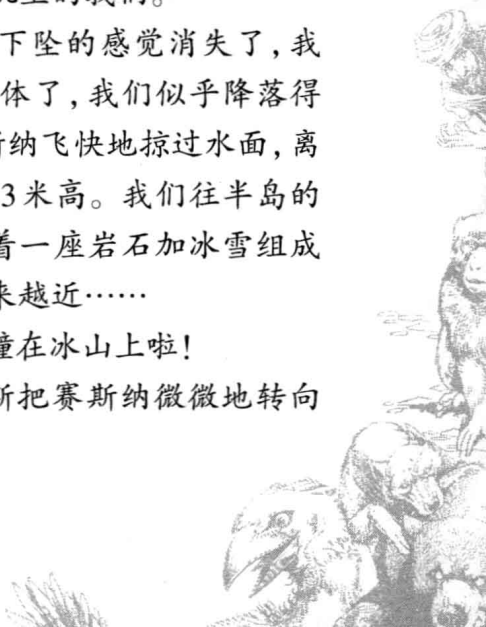 的我们。
下坠的感觉消失了，我
体了，我们似乎降落得
纳飞快地掠过水面，离
3米高。我们往半岛的
着一座岩石加冰雪组成
来越近……
撞在冰山上啦！
斯把赛斯纳微微地转向